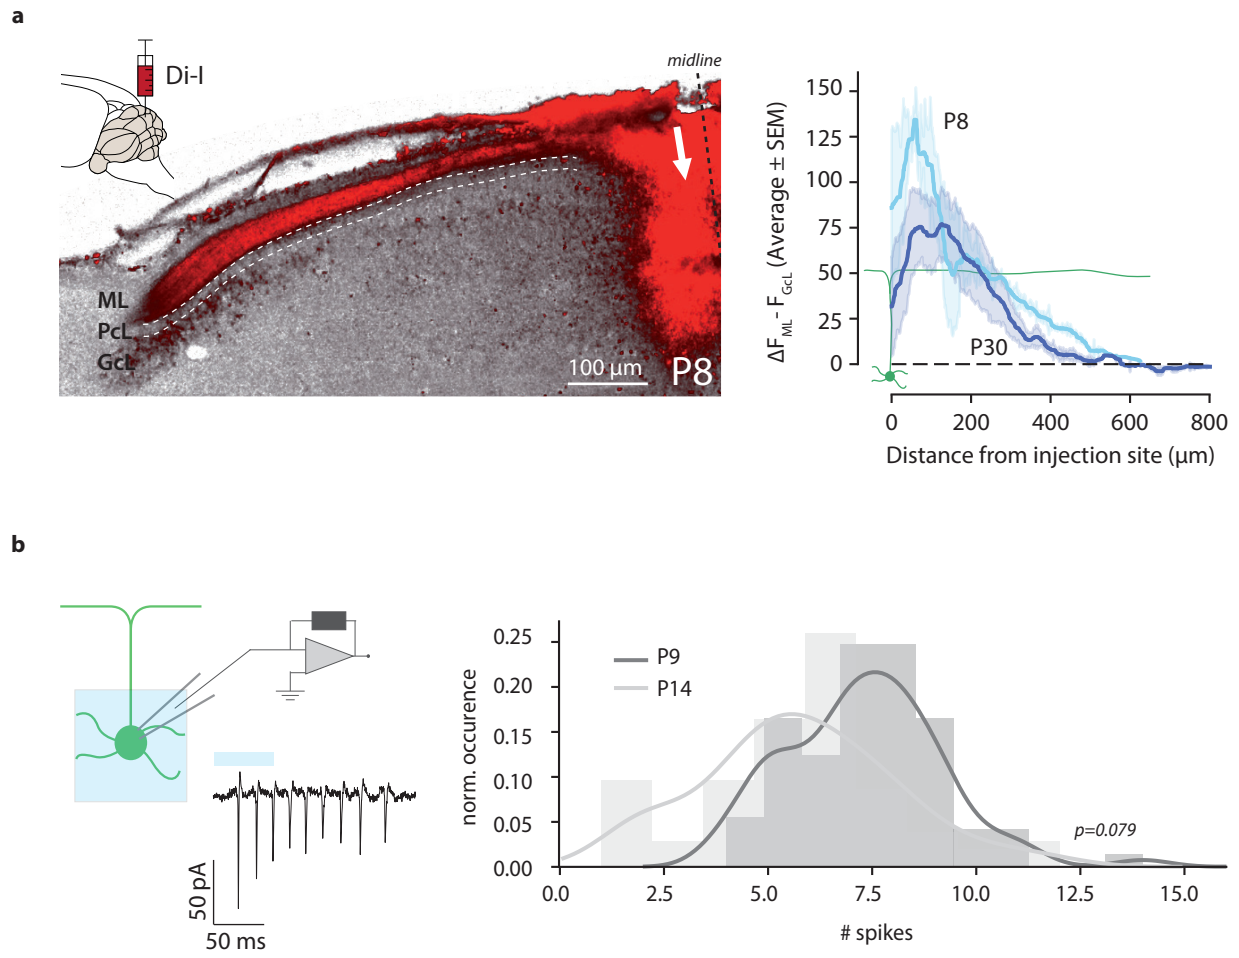 a
Di-I
midline
ML
PcL
GcL
100 µm
P8
ΔF_ML - F_GcL (Average ± SEM)
150
125
100
75
50
25
0
P8
P30
0 200 400 600 800
Distance from injection site (µm)
b
50 pA
50 ms
norm. occurence
0.25
0.20
0.15
0.10
0.05
0.00
P9
P14
p=0.079
0.0 2.5 5.0 7.5 10.0 12.5 15.0
# spikes